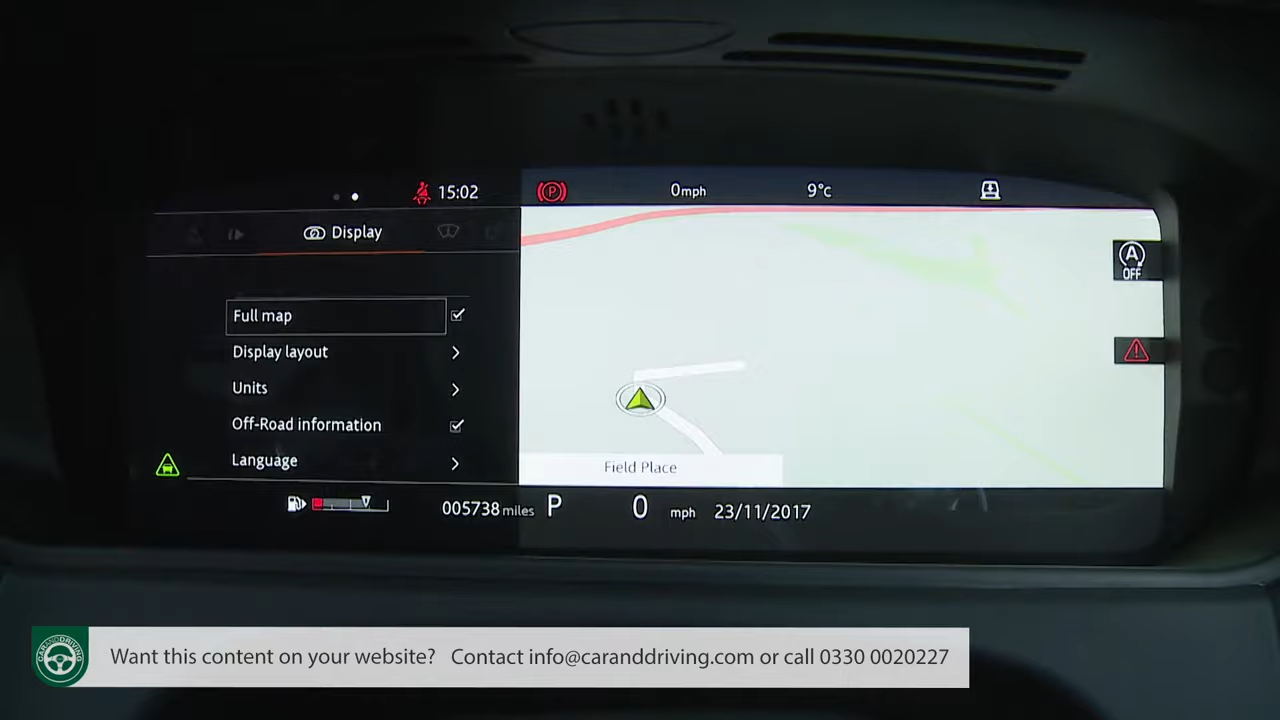 15:02
0mph
9°c
Display
A
OFF
Full map
Display layout
Units
Off-Road information
Language
Field Place
005738 miles
P
0 mph
23/11/2017
CARANDDRIVING
Want this content on your website? Contact info@caranddriving.com or call 0330 0020227